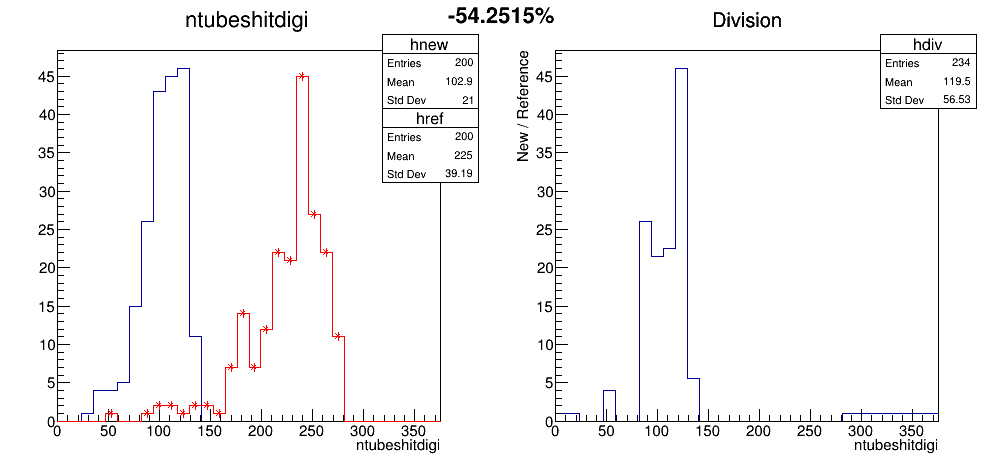 ntubeshitdigi
-54.2515%
Division
hnew
Entries 200
Mean 102.9
Std Dev 21
href
Entries 200
Mean 225
Std Dev 39.19
45
40
35
30
25
20
15
10
5
0
0 50 100 150 200 250 300 350
ntubeshitdigi
hdiv
Entries 234
Mean 119.5
Std Dev 56.53
New / Reference
45
40
35
30
25
20
15
10
5
0
0 50 100 150 200 250 300 350
ntubeshitdigi